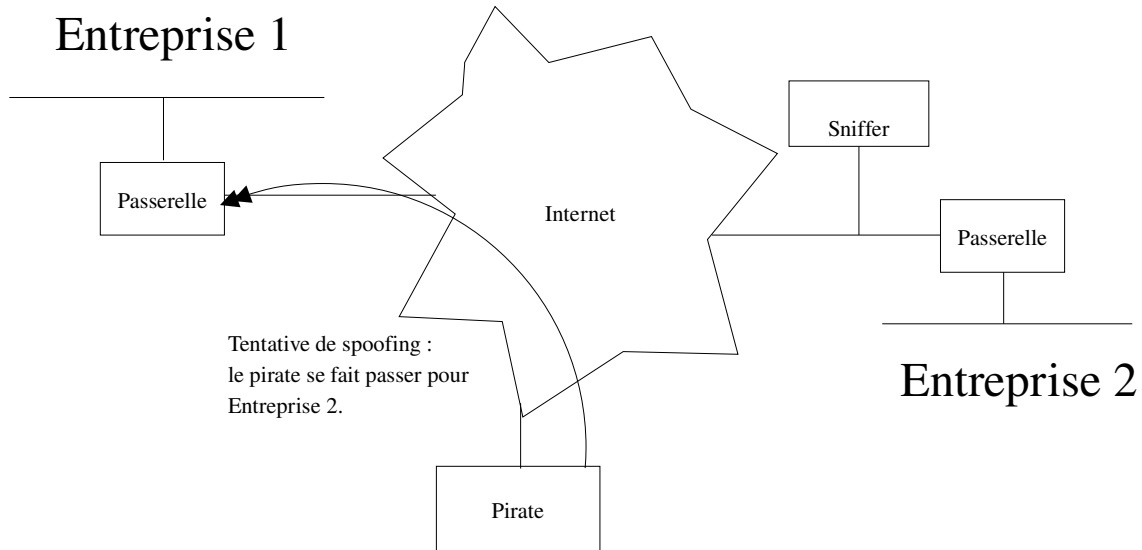 Entreprise 1
Sniffer
Passerelle
Internet
Passerelle
Tentative de spoofing :
le pirate se fait passer pour
Entreprise 2.
Entreprise 2
Pirate